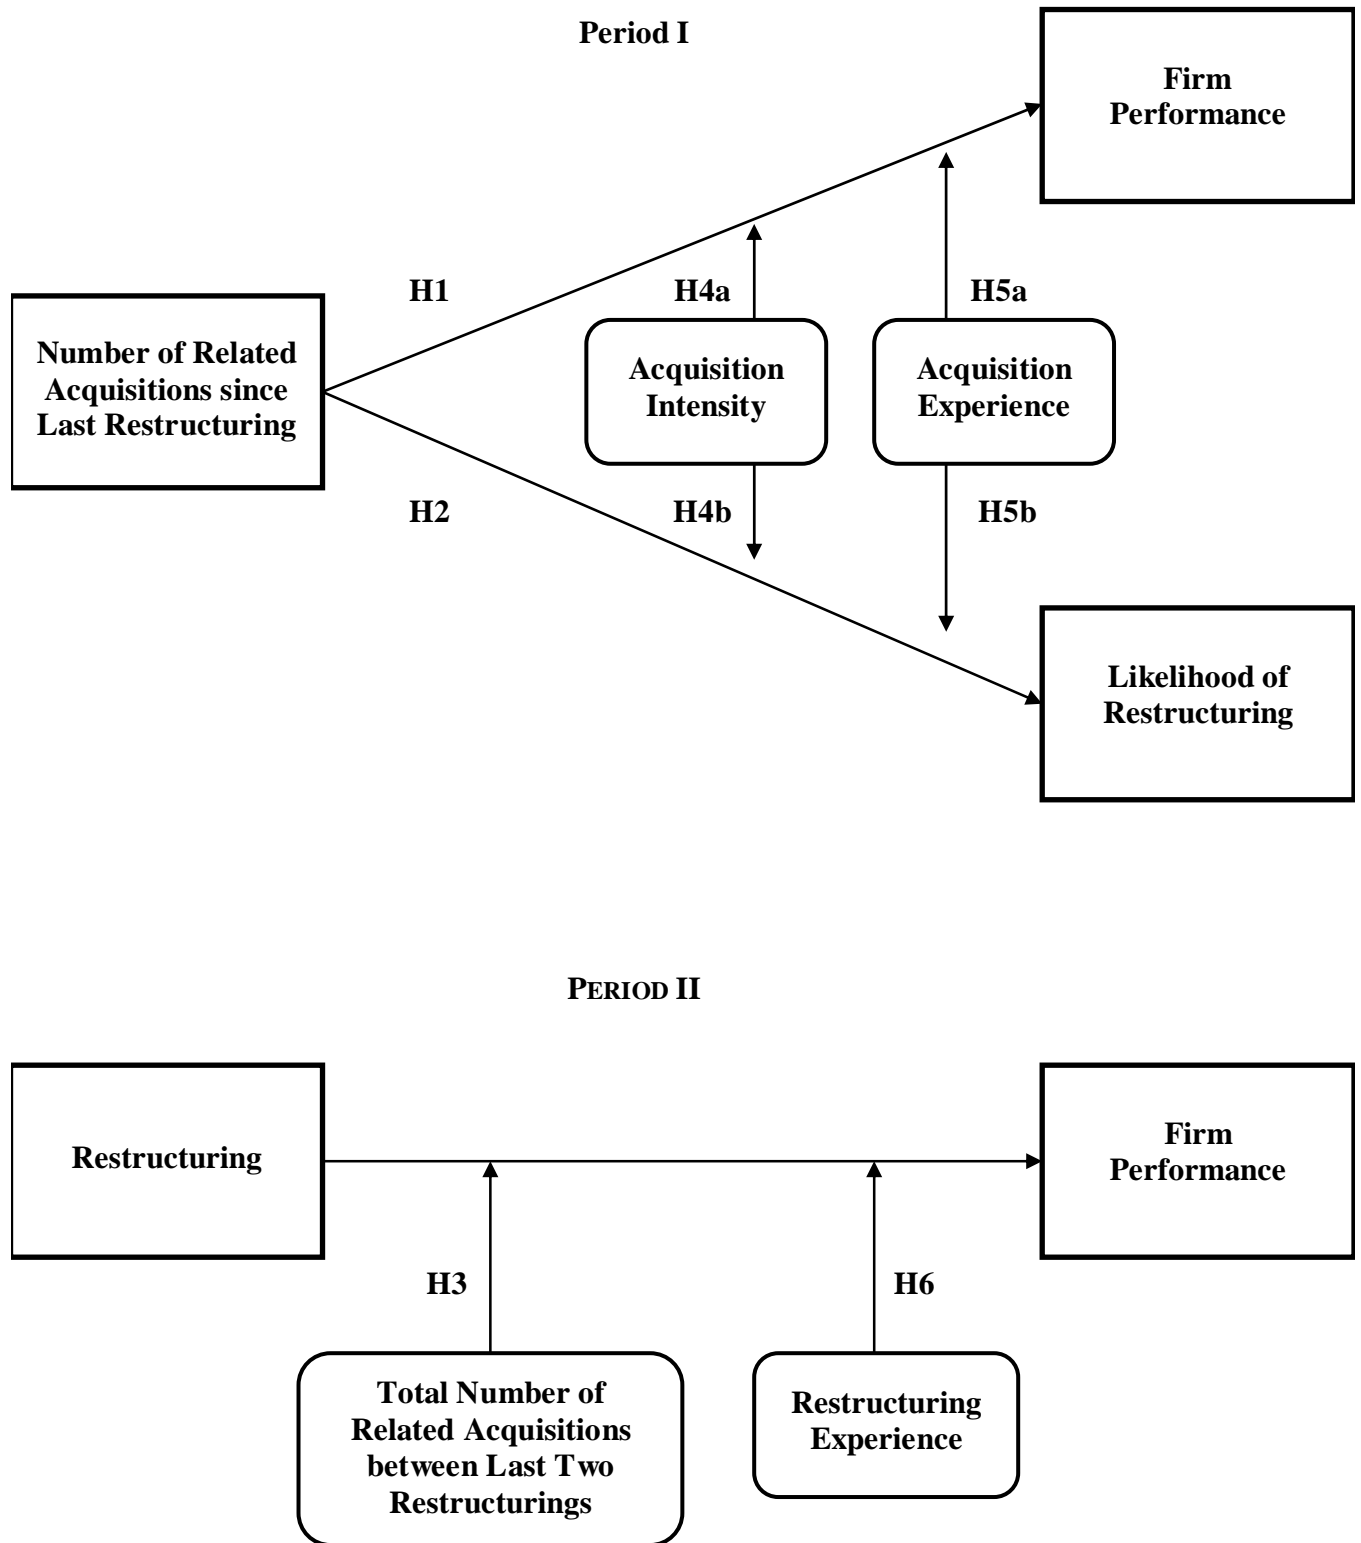 Period I
Firm
Performance
H1
H4a
H5a
Number of Related
Acquisitions since
Last Restructuring
Acquisition
Intensity
Acquisition
Experience
H2
H4b
H5b
Likelihood of
Restructuring
PERIOD II
Restructuring
Firm
Performance
H3
H6
Total Number of
Related Acquisitions
between Last Two
Restructurings
Restructuring
Experience